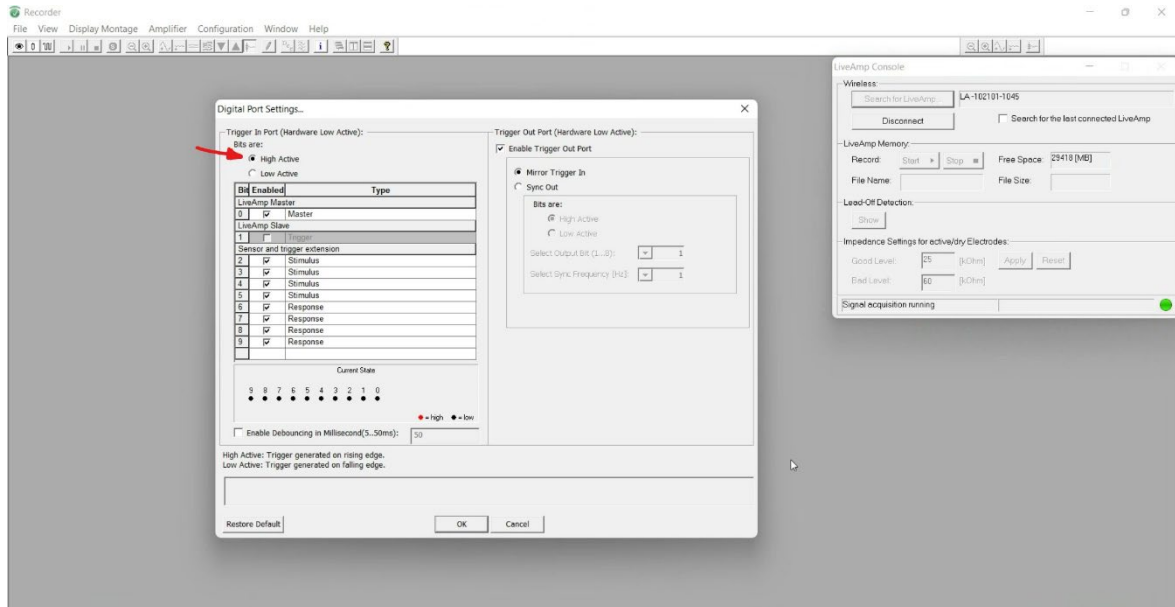 Recorder
File View Display Montage Amplifier Configuration Window Help
LiveAmp Console
Wireless:
Search for LiveAmp... LA-102101-1045
Disconnect Search for the last connected LiveAmp
LiveAmp Memory:
Record: Start Stop Free Space: 29418 [MB]
File Name: File Size:
Lead-Off Detection:
Show
Impedance Settings for active/dry Electrodes:
Good Level: 25 [kOhm] Apply Reset
Bad Level: 60 [kOhm]
Signal acquisition running
Digital Port Settings...
Trigger In Port (Hardware Low Active):
Bits are:
High Active
Low Active
Bit Enabled Type
LiveAmp Master
0 Master
LiveAmp Slave
1 Trigger
Sensor and trigger extension
2 Stimulus
3 Stimulus
4 Stimulus
5 Stimulus
6 Response
7 Response
8 Response
9 Response
Current State
9 8 7 6 5 4 3 2 1 0
= high = low
Enable Debouncing in Millisecond(5..50ms): 50
Trigger Out Port (Hardware Low Active):
Enable Trigger Out Port
Mirror Trigger In
Sync Out
Bits are:
High Active
Low Active
Select Output Bit (1...8): 1
Select Sync Frequency [Hz]: 1
High Active: Trigger generated on rising edge.
Low Active: Trigger generated on falling edge.
Restore Default OK Cancel